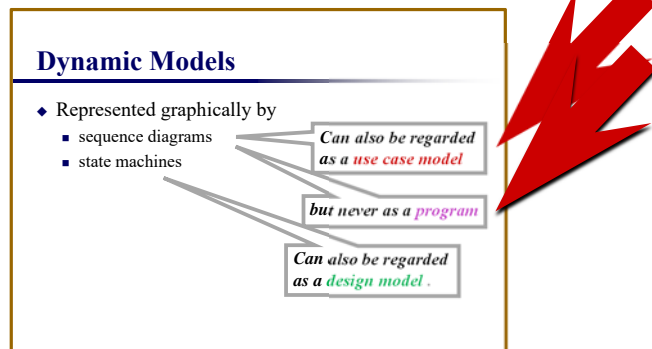 Dynamic Models
Represented graphically by
sequence diagrams
state machines
Can also be regarded
as a use case model
but never as a program
Can also be regarded
as a design model .